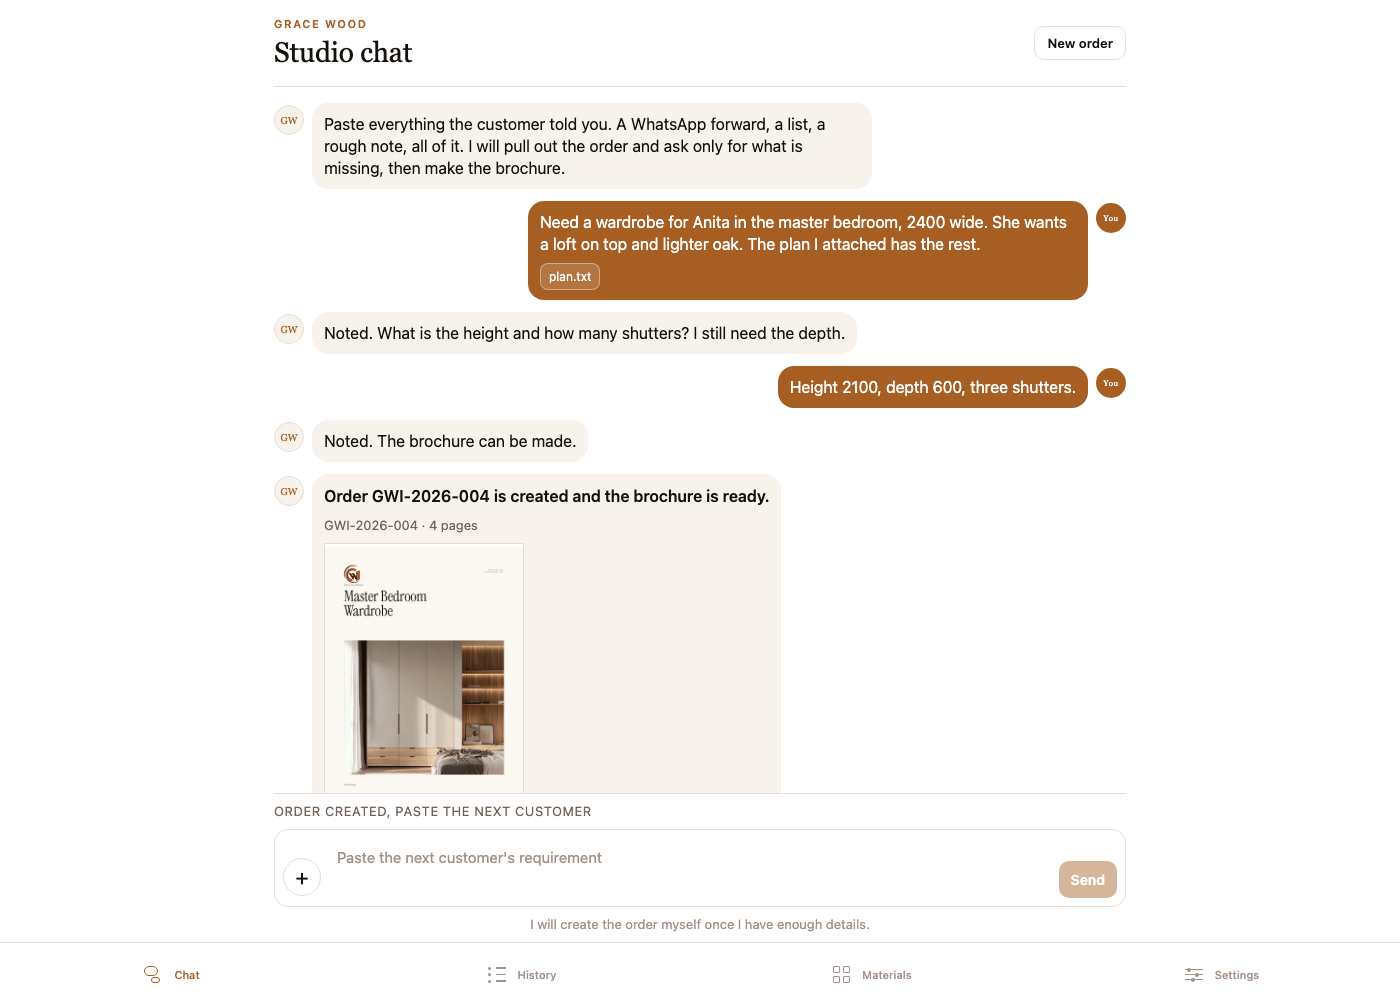 GRACE WOOD
Studio chat
New order
GW
Paste everything the customer told you. A WhatsApp forward, a list, a
rough note, all of it. I will pull out the order and ask only for what is
missing, then make the brochure.
Need a wardrobe for Anita in the master bedroom, 2400 wide. She wants
a loft on top and lighter oak. The plan I attached has the rest.
You
plan.txt
GW
Noted. What is the height and how many shutters? I still need the depth.
Height 2100, depth 600, three shutters.
You
GW
Noted. The brochure can be made.
GW
Order GWI-2026-004 is created and the brochure is ready.
GWI-2026-004 · 4 pages
Master Bedroom
Wardrobe
ORDER CREATED, PASTE THE NEXT CUSTOMER
Paste the next customer's requirement
+
Send
I will create the order myself once I have enough details.
Chat
History
Materials
Settings